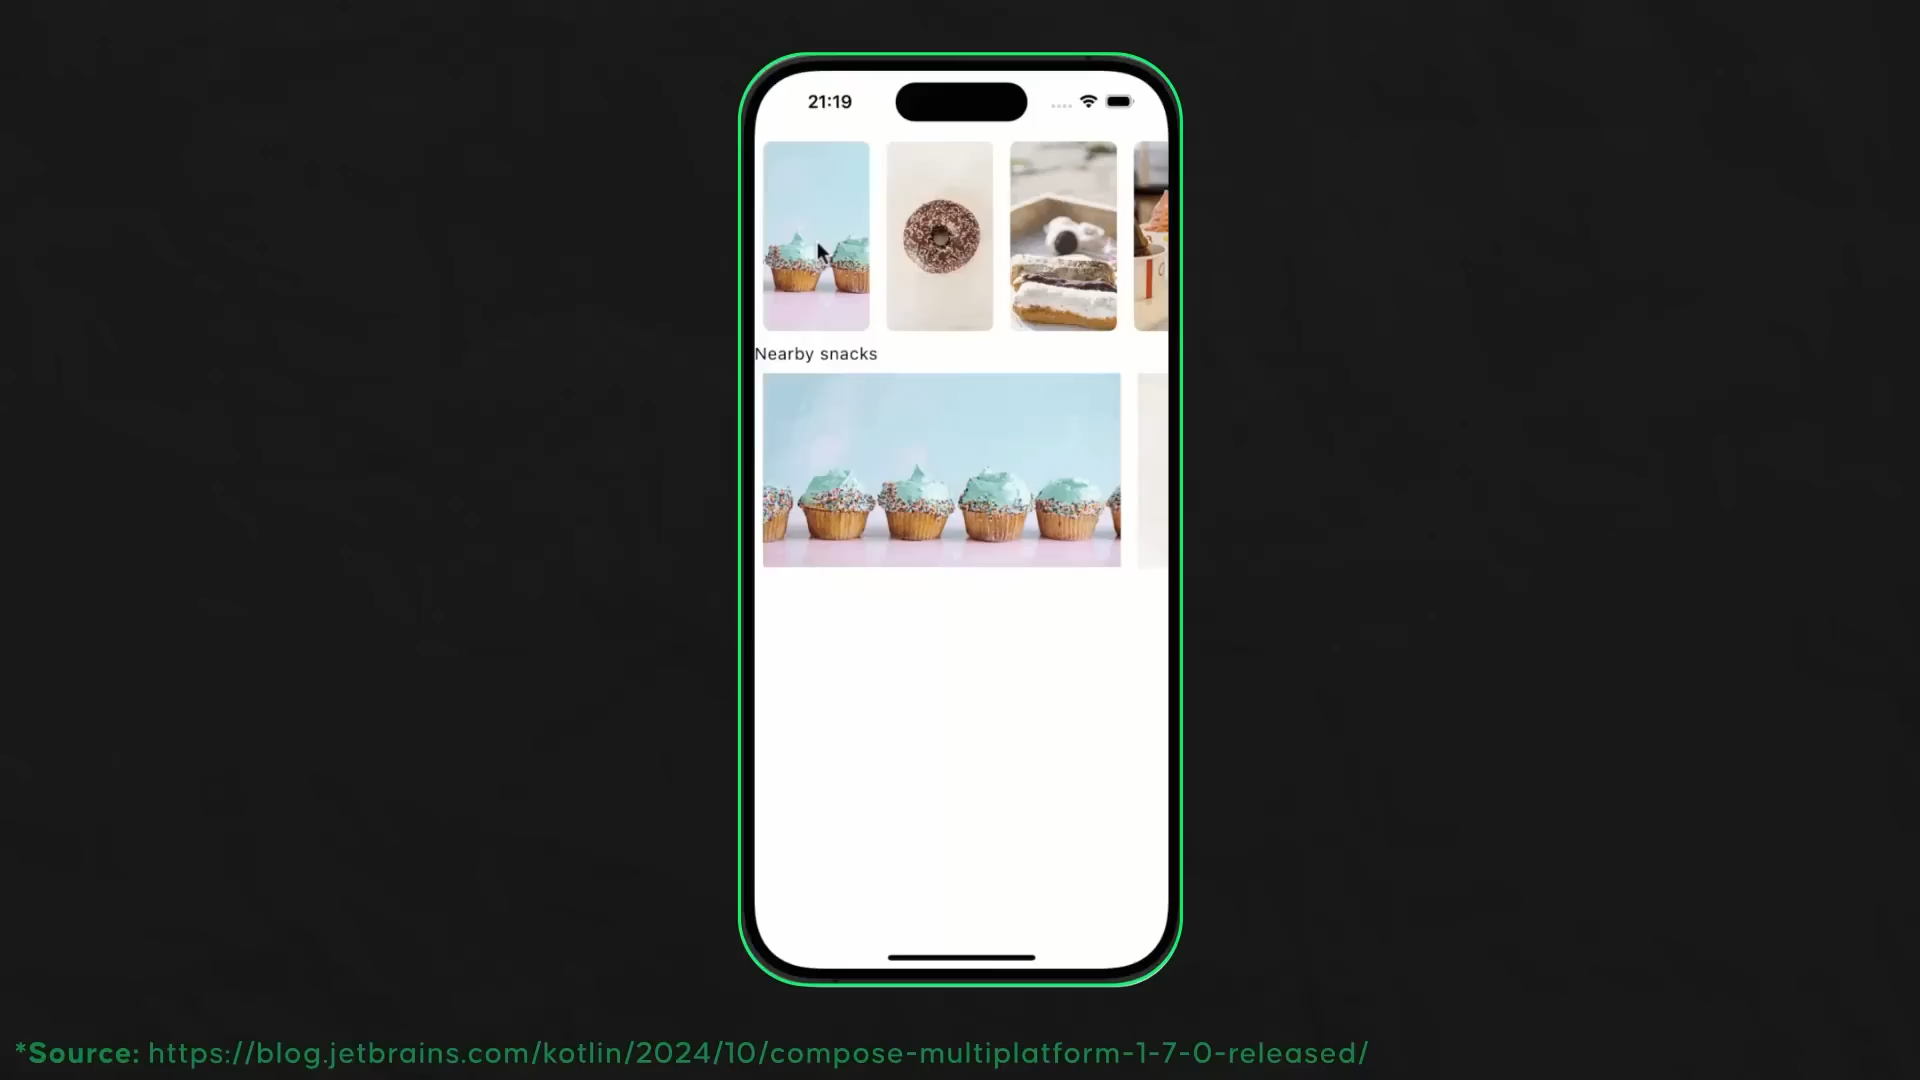 21:19
Nearby snacks
*Source: https://blog.jetbrains.com/kotlin/2024/10/compose-multiplatform-1-7-0-released/